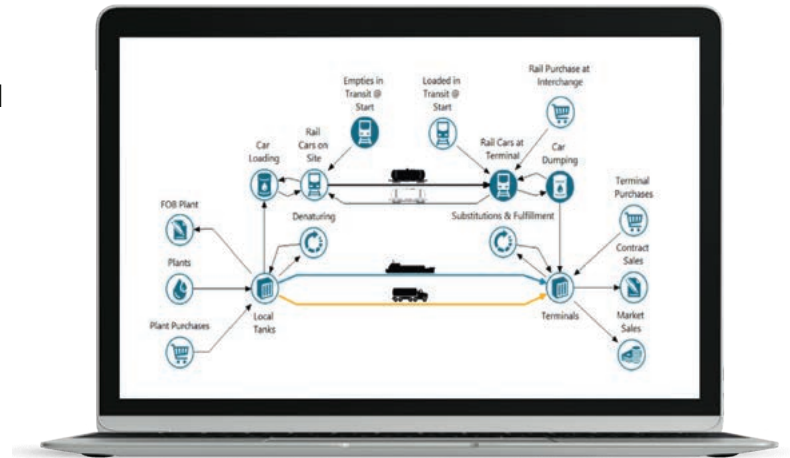 Empties in
Transit @
Start
Loaded in
Transit @
Start
Rail Purchase at
Interchange
Car
Loading
Rail
Cars on
Site
Rail Cars at
Terminal
Car
Dumping
Terminal
Purchases
FOB Plant
Denaturing
Substitutions & Fulfillment
Contract
Sales
Plants
Local
Tanks
Terminals
Market
Sales
Plant Purchases